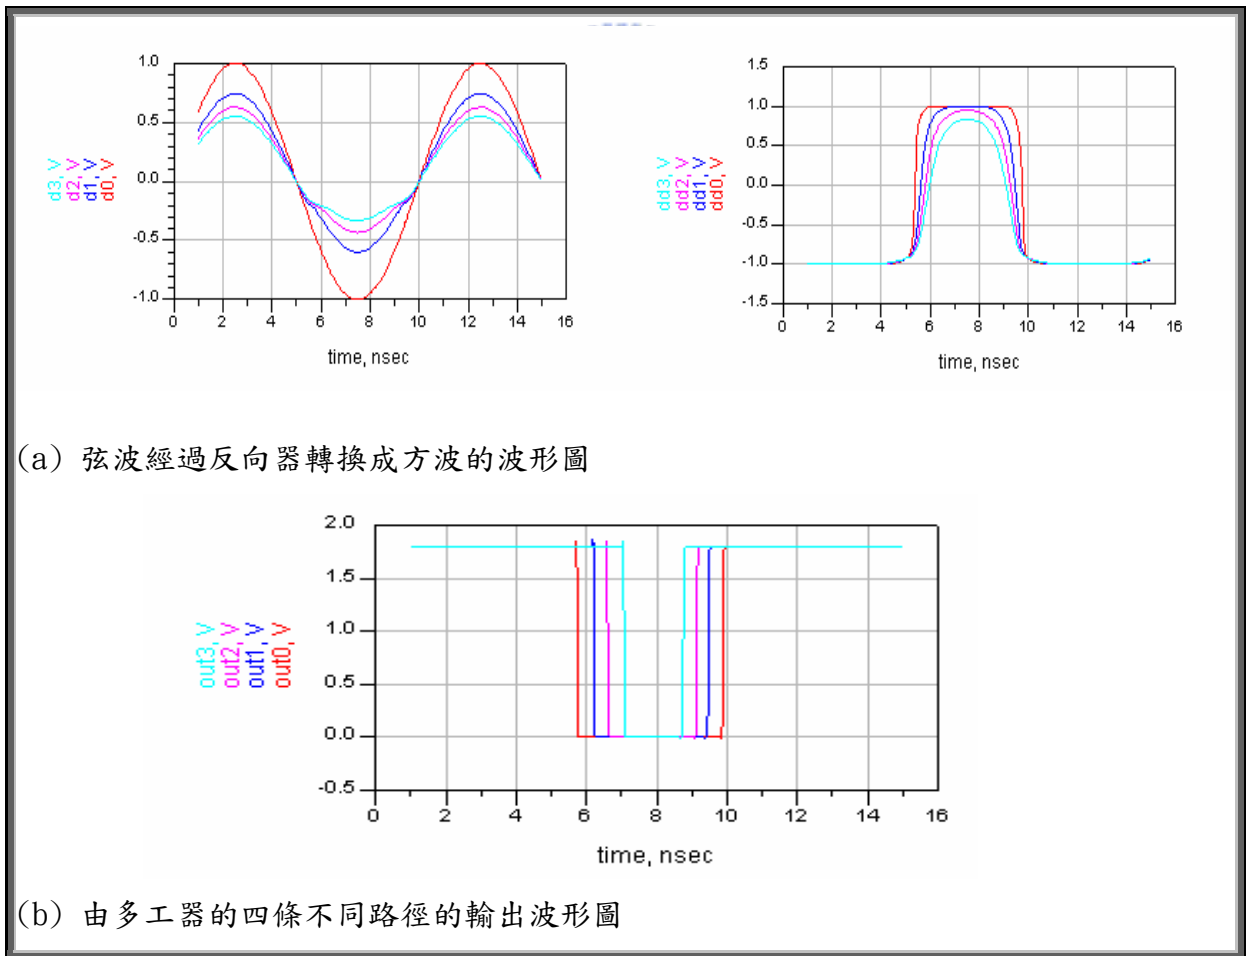 1.0
0.5
0.0
-0.5
-1.0
d3, V
d2, V
d1, V
d0, V
0 2 4 6 8 10 12 14 16
time, nsec
1.5
1.0
0.5
0.0
-0.5
-1.0
-1.5
dd3, V
dd2, V
dd1, V
dd0, V
0 2 4 6 8 10 12 14 16
time, nsec
(a) 弦波經過反向器轉換成方波的波形圖
2.0
1.5
1.0
0.5
0.0
-0.5
out3, V
out2, V
out1, V
out0, V
0 2 4 6 8 10 12 14 16
time, nsec
(b) 由多工器的四條不同路徑的輸出波形圖